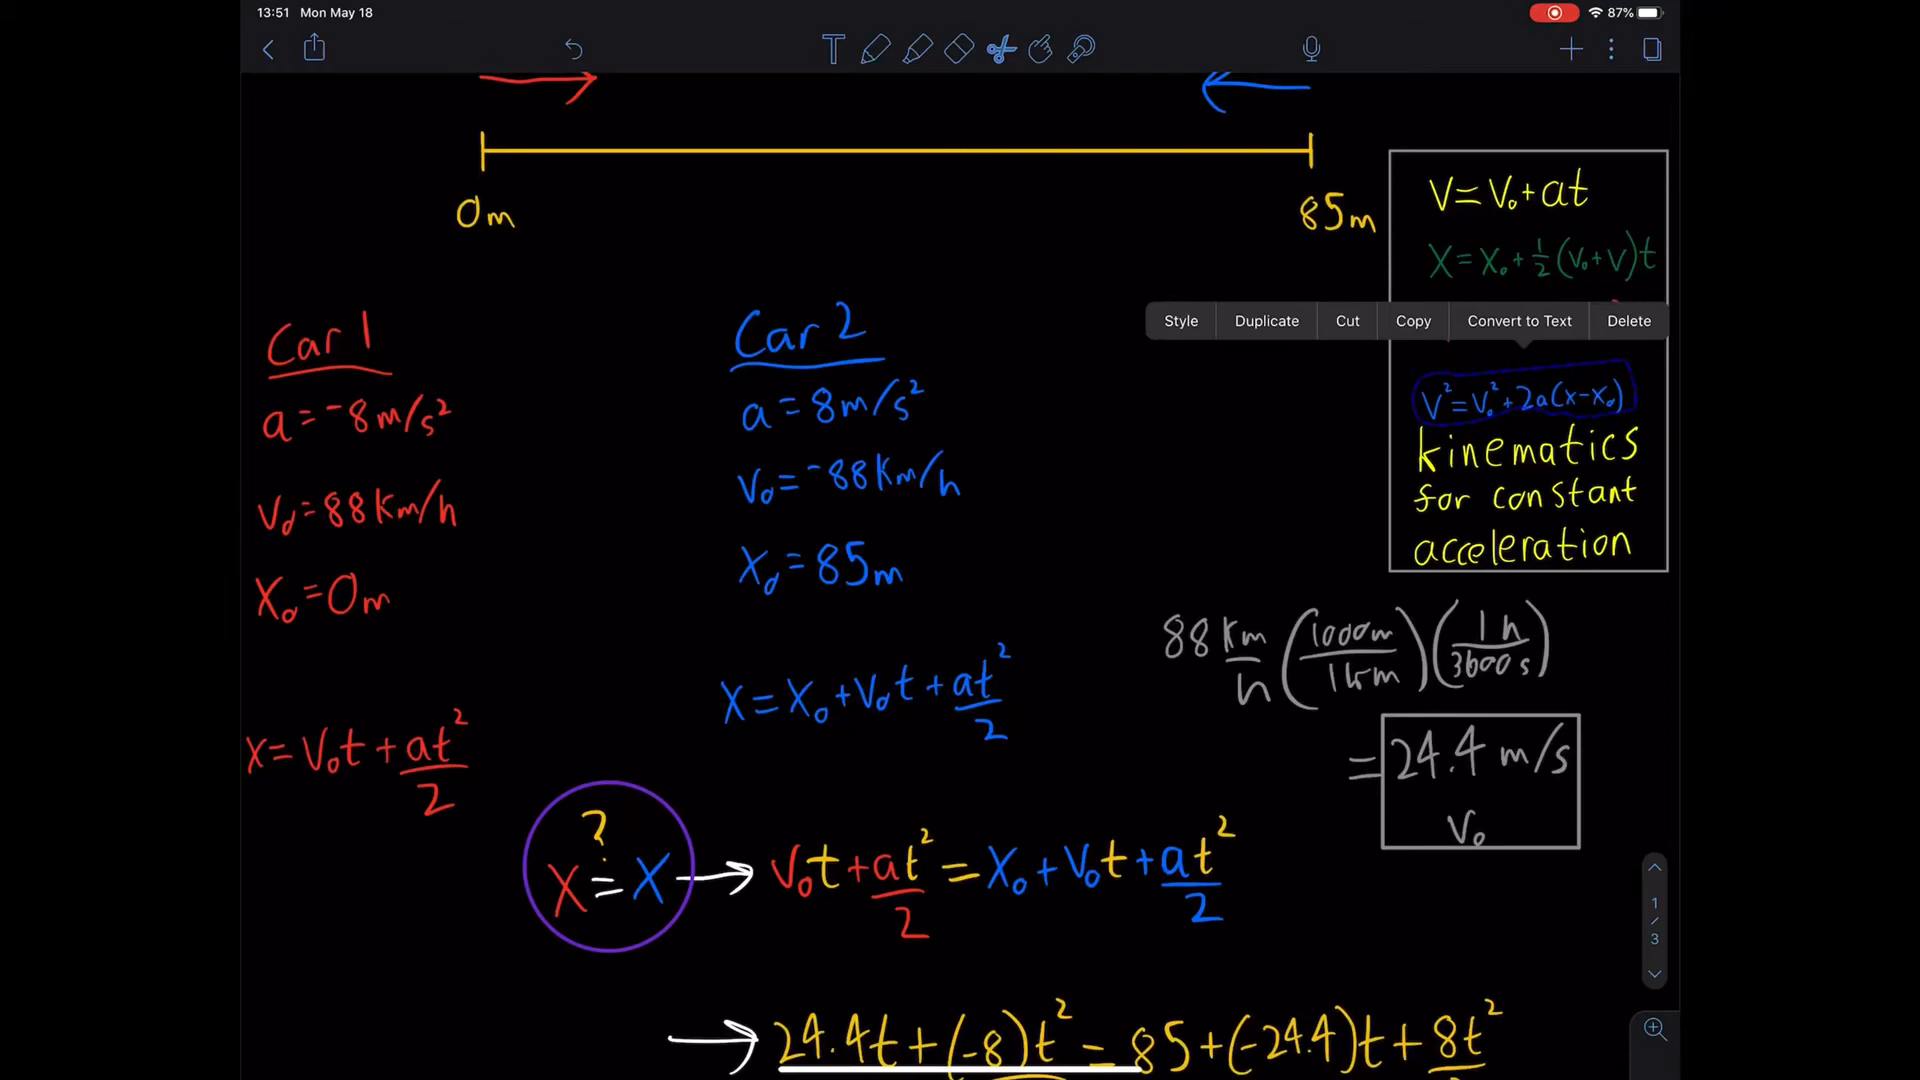 13:51 Mon May 18
87%
0m
85m
V=V₀+at
X=X₀+½(V₀+V)t
Style Duplicate Cut Copy Convert to Text Delete
V²=V₀²+2a(x-x₀)
kinematics
for constant
acceleration
Car 1
a=-8m/s²
V₀=88Km/h
X₀=0m
X=V₀t+at²/2
Car 2
a=8m/s²
V₀=-88Km/h
X₀=85m
X=X₀+V₀t+at²/2
88 Km/h (1000m/1km)(1h/3600s)
=24.4 m/s
V₀
?
X=X → V₀t+at²/2=X₀+V₀t+at²/2
→ 24.4t+(-8)t²=85+(-24.4)t+8t²
1
/
3